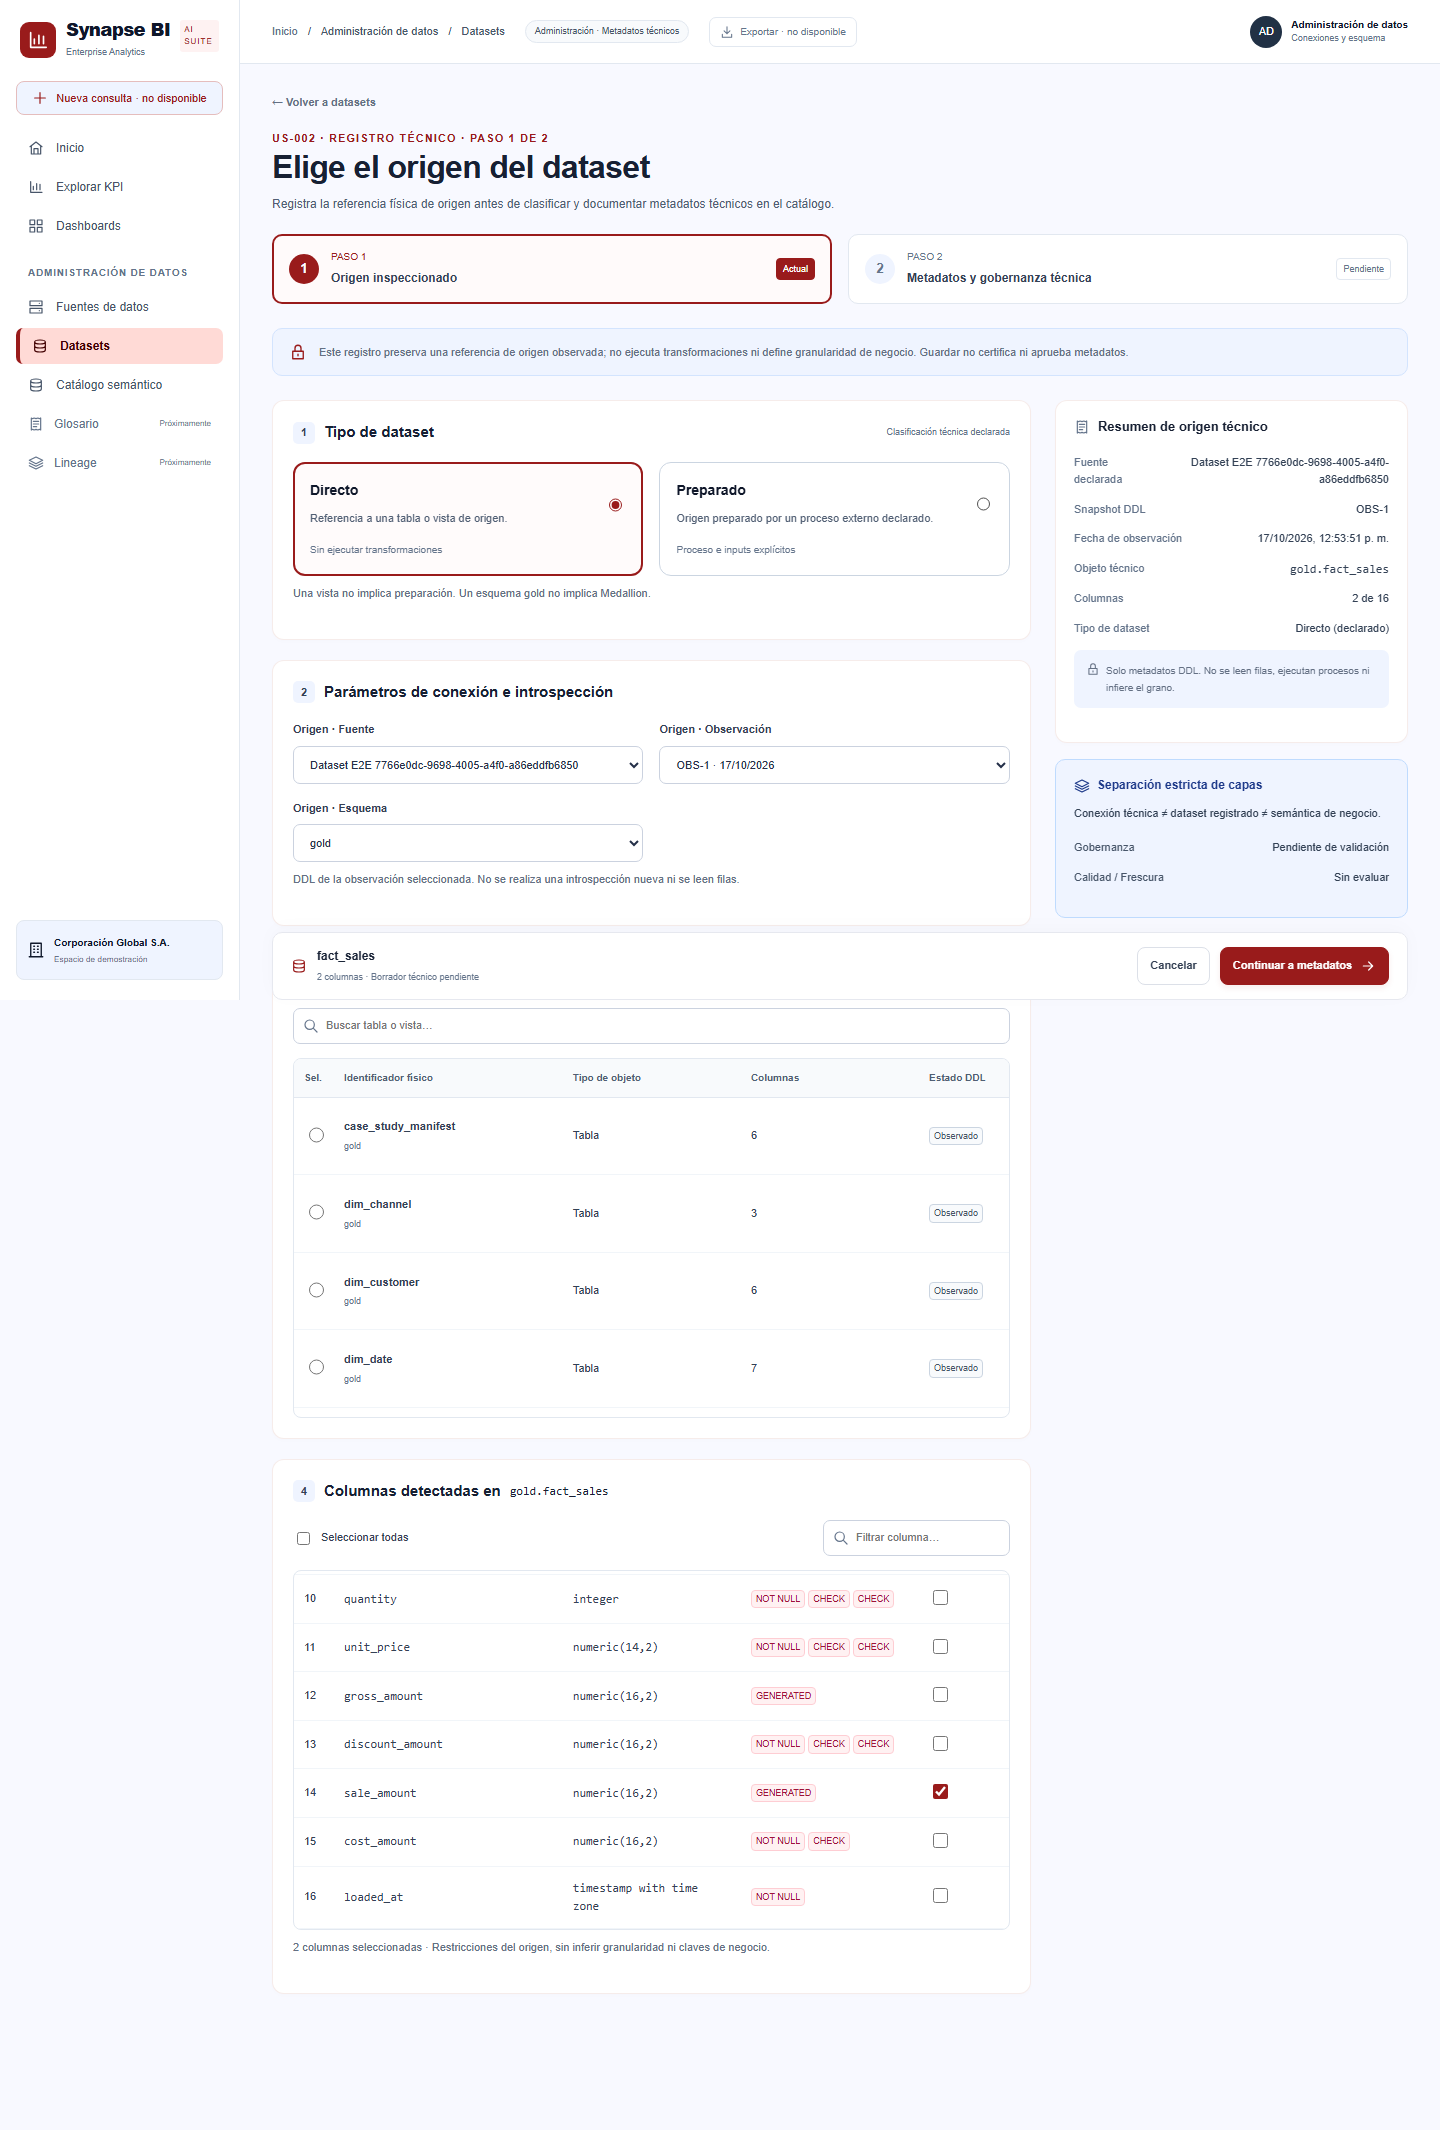 Synapse BI
Enterprise Analytics
AI
SUITE
Nueva consulta · no disponible
Inicio
Explorar KPI
Dashboards
ADMINISTRACIÓN DE DATOS
Fuentes de datos
Datasets
Catálogo semántico
Glosario Próximamente
Lineage Próximamente
Corporación Global S.A.
Espacio de demostración
Inicio / Administración de datos / Datasets
Administración · Metadatos técnicos
Exportar · no disponible
AD
Administración de datos
Conexiones y esquema
← Volver a datasets
US-002 · REGISTRO TÉCNICO · PASO 1 DE 2
Elige el origen del dataset
Registra la referencia física de origen antes de clasificar y documentar metadatos técnicos en el catálogo.
1
PASO 1
Origen inspeccionado
Actual
2
PASO 2
Metadatos y gobernanza técnica
Pendiente
Este registro preserva una referencia de origen observada; no ejecuta transformaciones ni define granularidad de negocio. Guardar no certifica ni aprueba metadatos.
1 Tipo de dataset
Clasificación técnica declarada
Directo
Referencia a una tabla o vista de origen.
Sin ejecutar transformaciones
Preparado
Origen preparado por un proceso externo declarado.
Proceso e inputs explícitos
Una vista no implica preparación. Un esquema gold no implica Medallion.
2 Parámetros de conexión e introspección
Origen · Fuente
Dataset E2E 7766e0dc-9698-4005-a4f0-a86eddfb6850
Origen · Observación
OBS-1 · 17/10/2026
Origen · Esquema
gold
DDL de la observación seleccionada. No se realiza una introspección nueva ni se leen filas.
Resumen de origen técnico
Fuente declarada Dataset E2E 7766e0dc-9698-4005-a4f0-a86eddfb6850
Snapshot DDL OBS-1
Fecha de observación 17/10/2026, 12:53:51 p. m.
Objeto técnico gold.fact_sales
Columnas 2 de 16
Tipo de dataset Directo (declarado)
Solo metadatos DDL. No se leen filas, ejecutan procesos ni
infiere el grano.
Separación estricta de capas
Conexión técnica ≠ dataset registrado ≠ semántica de negocio.
Gobernanza Pendiente de validación
Calidad / Frescura Sin evaluar
fact_sales
2 columnas · Borrador técnico pendiente
Cancelar
Continuar a metadatos →
Buscar tabla o vista...
Sel. Identificador físico Tipo de objeto Columnas Estado DDL
case_study_manifest
gold
Tabla 6 Observado
dim_channel
gold
Tabla 3 Observado
dim_customer
gold
Tabla 6 Observado
dim_date
gold
Tabla 7 Observado
4 Columnas detectadas en gold.fact_sales
Seleccionar todas
Filtrar columna...
10 quantity integer NOT NULL CHECK CHECK
11 unit_price numeric(14,2) NOT NULL CHECK CHECK
12 gross_amount numeric(16,2) GENERATED
13 discount_amount numeric(16,2) NOT NULL CHECK CHECK
14 sale_amount numeric(16,2) GENERATED
15 cost_amount numeric(16,2) NOT NULL CHECK
16 loaded_at timestamp with time zone NOT NULL
2 columnas seleccionadas · Restricciones del origen, sin inferir granularidad ni claves de negocio.